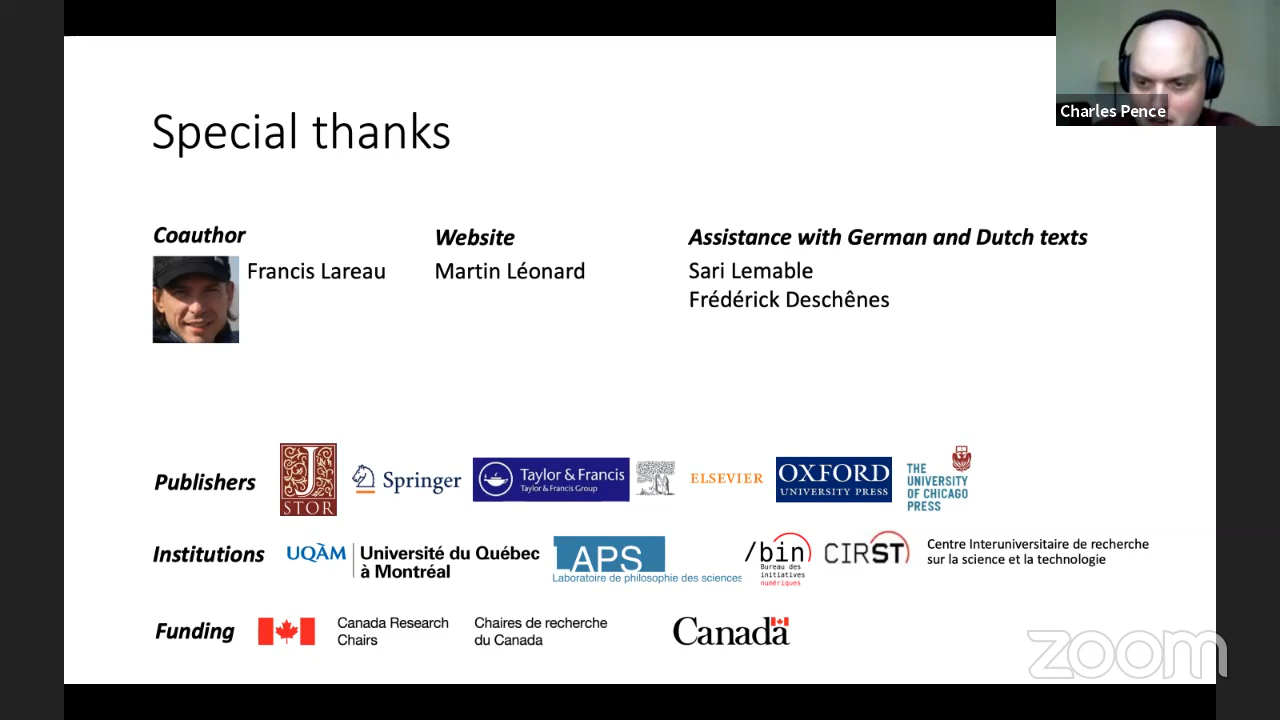 Charles Pence
Special thanks
Coauthor
Francis Lareau
Website
Martin Léonard
Assistance with German and Dutch texts
Sari Lemable
Frédérick Deschênes
Publishers
JSTOR
Springer
Taylor & Francis
Taylor & Francis Group
ELSEVIER
OXFORD
UNIVERSITY PRESS
THE
UNIVERSITY
OF CHICAGO
PRESS
Institutions
UQÀM
Université du Québec
à Montréal
LAPS
Laboratoire de philosophie des sciences
/bin
Bureau des
initiatives
numériques
CIRST
Centre Interuniversitaire de recherche
sur la science et la technologie
Funding
Canada Research
Chairs
Chaires de recherche
du Canada
Canada
zoom